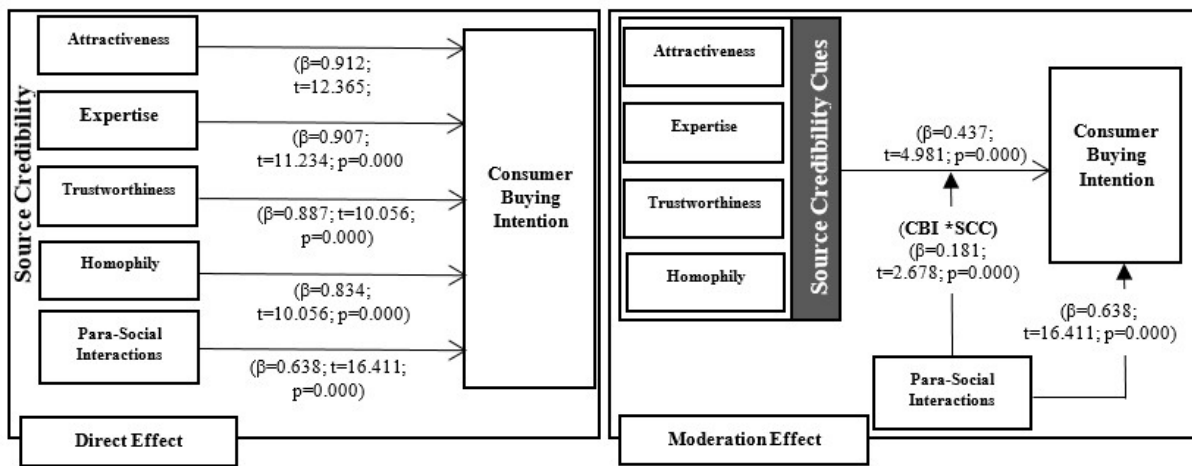 Source Credibility
Attractiveness
(β=0.912;
t=12.365;
Expertise
(β=0.907;
t=11.234; p=0.000
Trustworthiness
(β=0.887; t=10.056;
p=0.000)
Homophily
(β=0.834;
t=10.056; p=0.000)
Para-Social
Interactions
(β=0.638; t=16.411;
p=0.000)
Consumer
Buying
Intention
Direct Effect
Attractiveness
Expertise
Trustworthiness
Homophily
Source Credibility Cues
(β=0.437;
t=4.981; p=0.000)
(CBI *SCC)
(β=0.181;
t=2.678; p=0.000)
Consumer
Buying
Intention
(β=0.638;
t=16.411; p=0.000)
Para-Social
Interactions
Moderation Effect